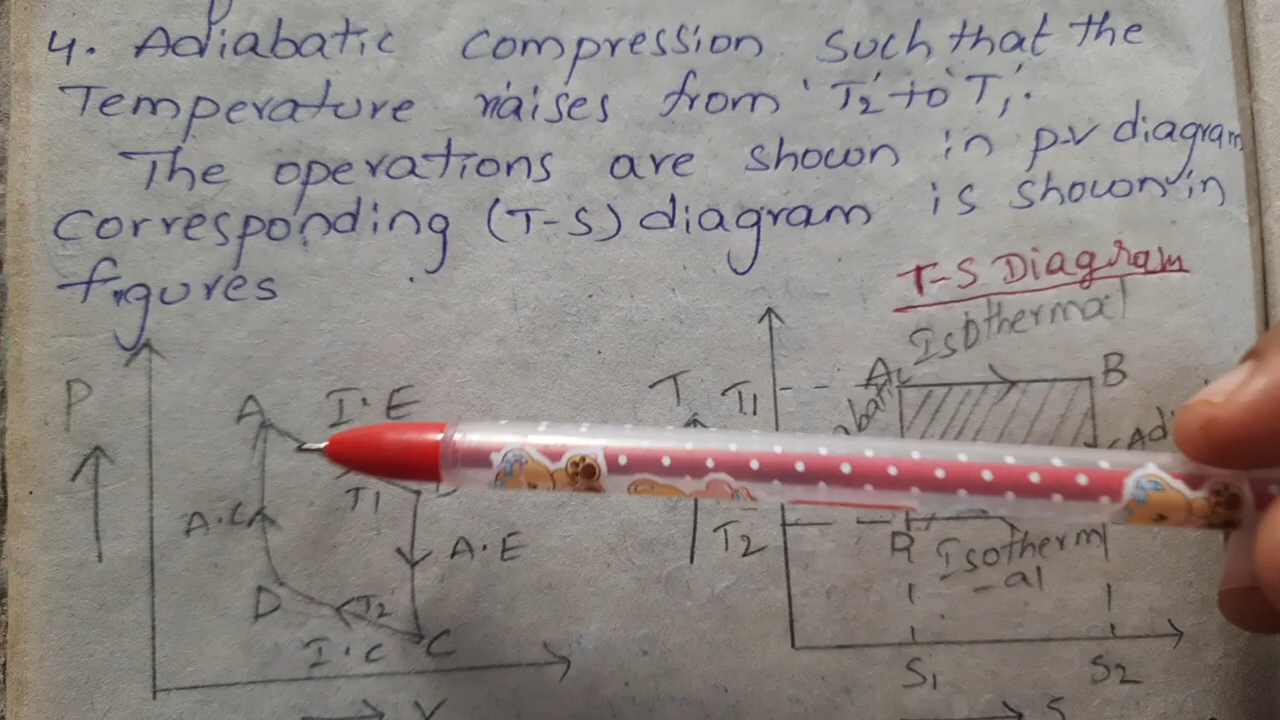 4. Adiabatic compression such that the
Temperature raises from 'T2' to 'T1'.
The operations are shown in p-v diagram
Corresponding (T-S) diagram is shown in
figures
T-S Diagram
Isothermal
P
A
I.E
T1
A.C
A.E
D
T2
I.C
C
V
T
T1
A
B
T2
D
Isotherm
-al
S1
S2
S